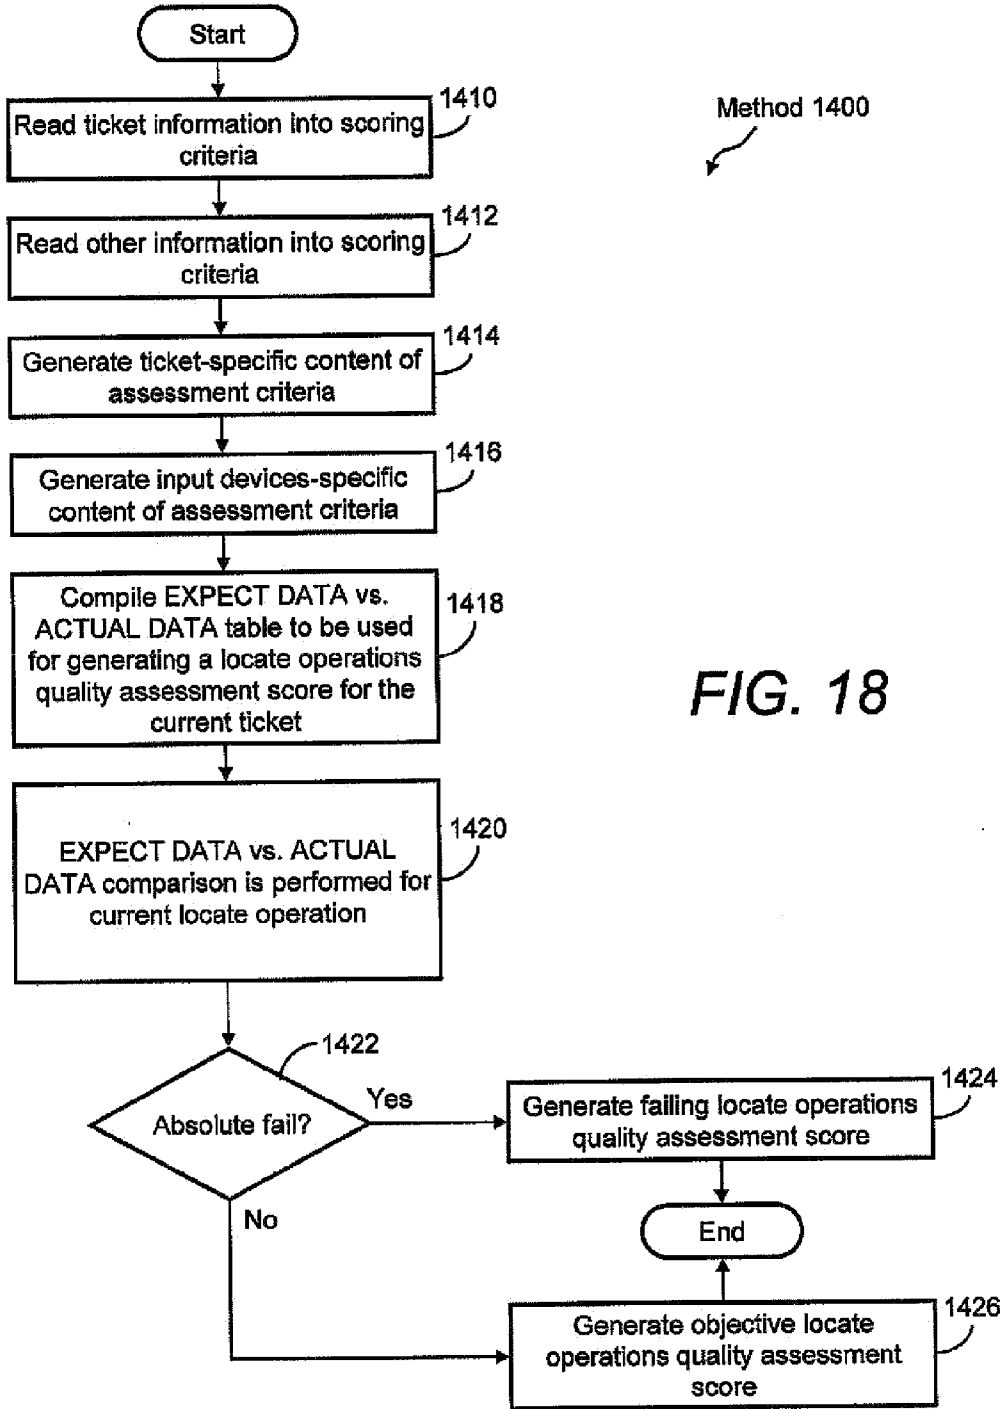 Start
1410
Read ticket information into scoring
criteria
Method 1400
1412
Read other information into scoring
criteria
1414
Generate ticket-specific content of
assessment criteria
1416
Generate input devices-specific
content of assessment criteria
1418
Compile EXPECT DATA vs.
ACTUAL DATA table to be used
for generating a locate operations
quality assessment score for the
current ticket
FIG. 18
1420
EXPECT DATA vs. ACTUAL
DATA comparison is performed for
current locate operation
1422
Absolute fail?
Yes
1424
Generate failing locate operations
quality assessment score
No
End
1426
Generate objective locate
operations quality assessment
score